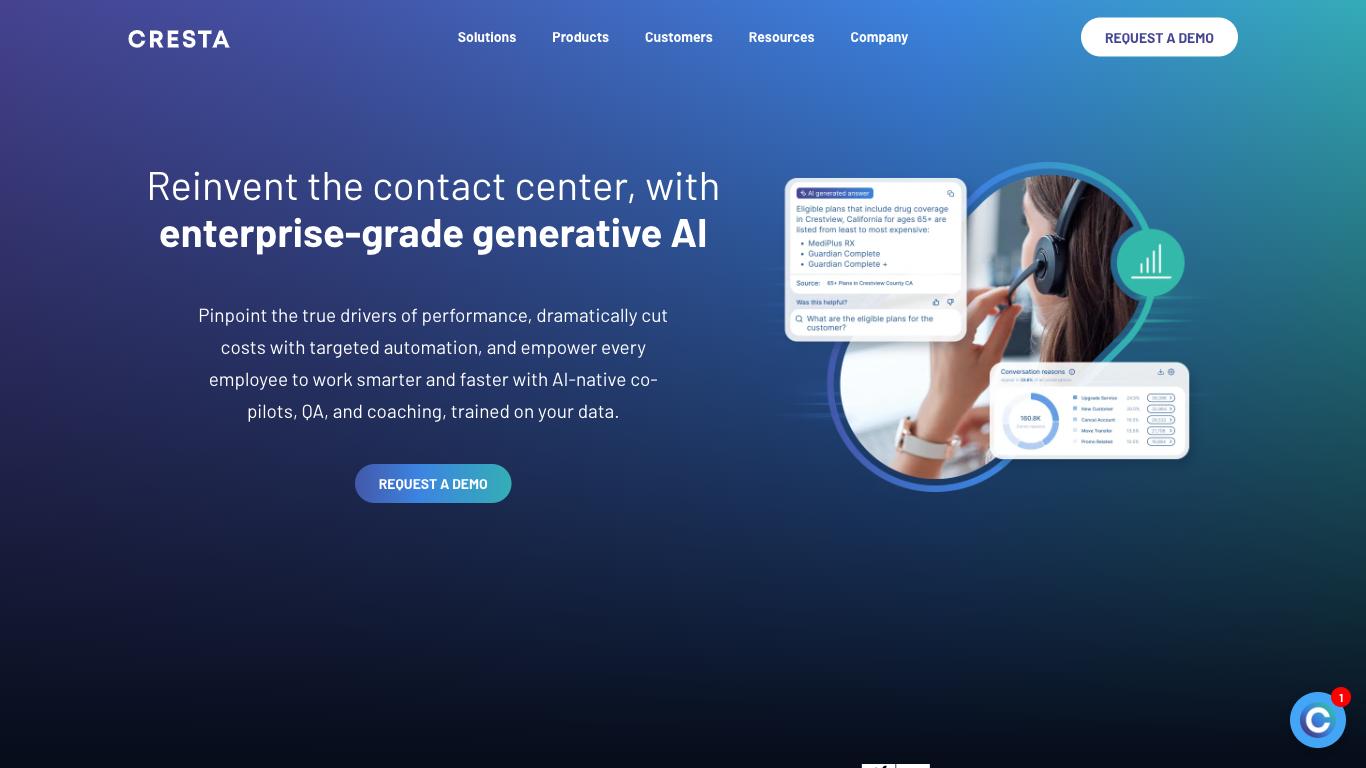 CRESTA
Solutions
Products
Customers
Resources
Company
REQUEST A DEMO
Reinvent the contact center, with
enterprise-grade generative AI
Pinpoint the true drivers of performance, dramatically cut
costs with targeted automation, and empower every
employee to work smarter and faster with AI-native co-
pilots, QA, and coaching, trained on your data.
REQUEST A DEMO
AI generated answer
Eligible plans that include drug coverage
in Crestview, California for ages 65+ are
listed from least to most expensive:
• MediPlus RX
• Guardian Complete
• Guardian Complete +
Source: 65+ Plans in Crestview County CA
Was this helpful?
What are the eligible plans for the
customer?
Conversation reasons
160.8K
Upgrade Service
New Customer
Cancel Account
Move Transfer
Promo Related
1